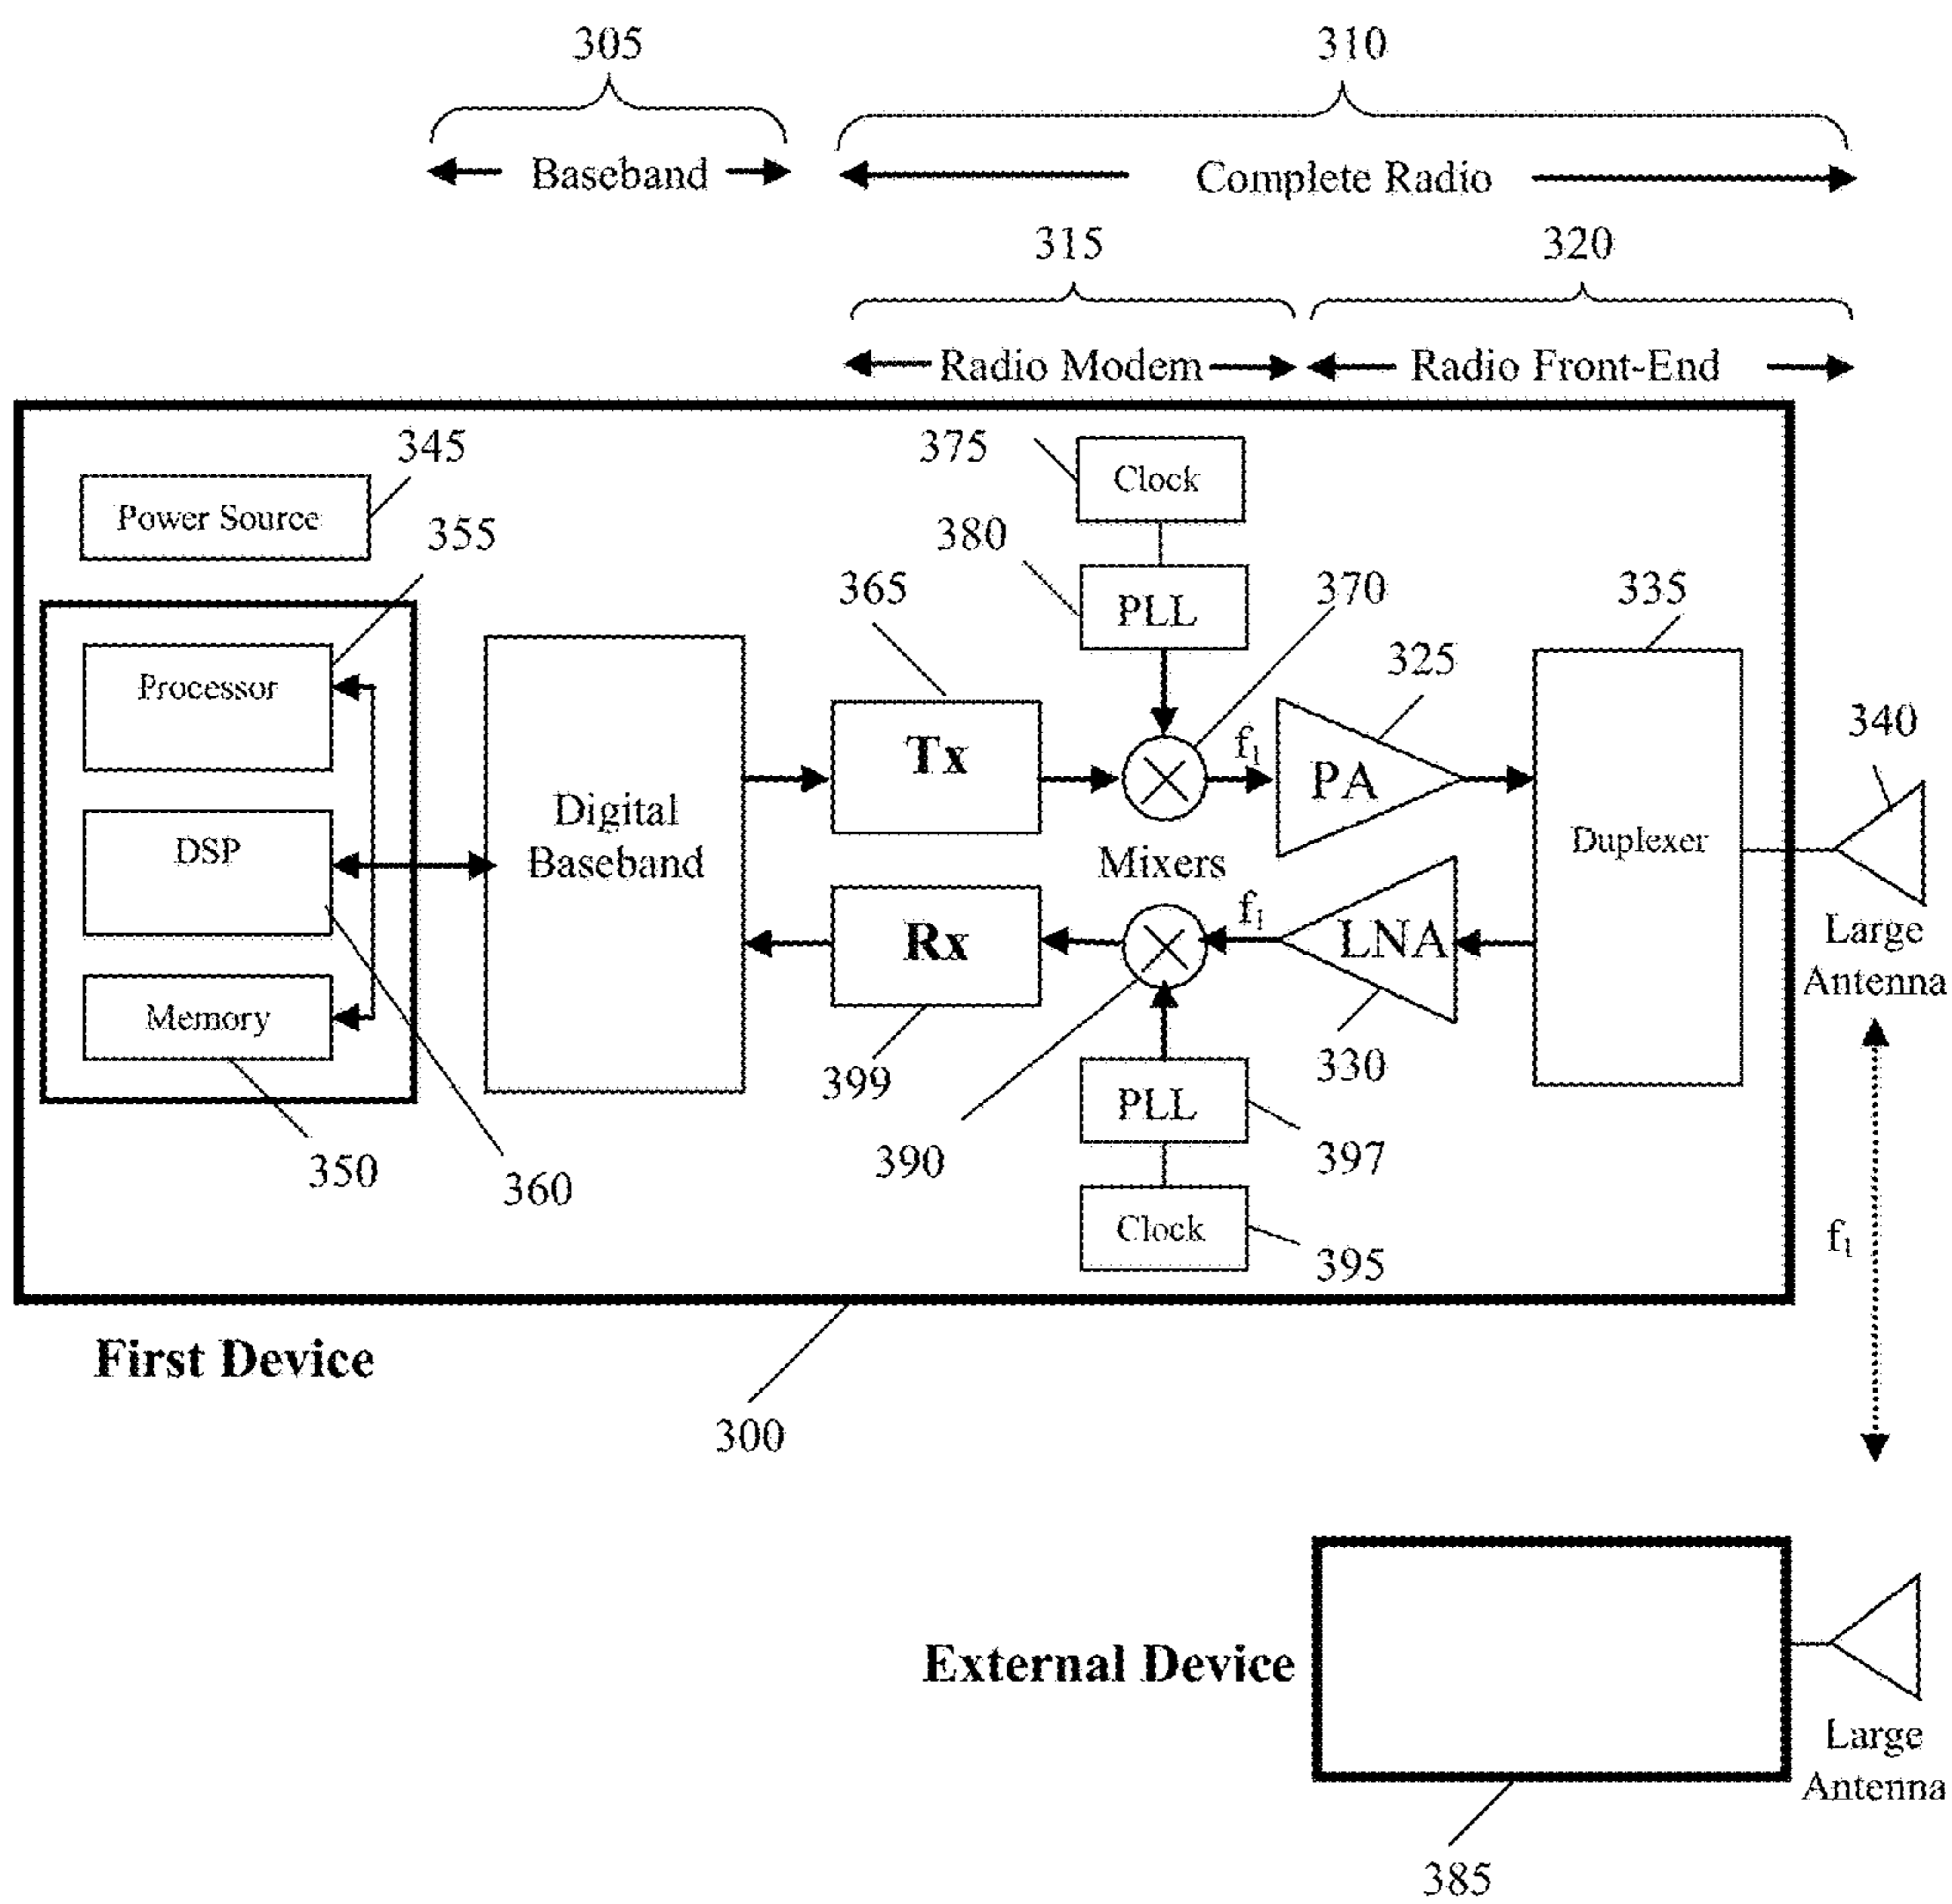 305
310
Baseband
Complete Radio
315
320
Radio Modem
Radio Front-End
345
375
Clock
Power Source
355
380
365
PLL
370
335
325
340
Processor
Tx
f1
PA
Digital
Baseband
DSP
Mixers
Duplexer
Rx
f1
LNA
Large
Antenna
Memory
399
330
PLL
350
360
390
397
Clock
395
f1
First Device
300
External Device
Large
Antenna
385